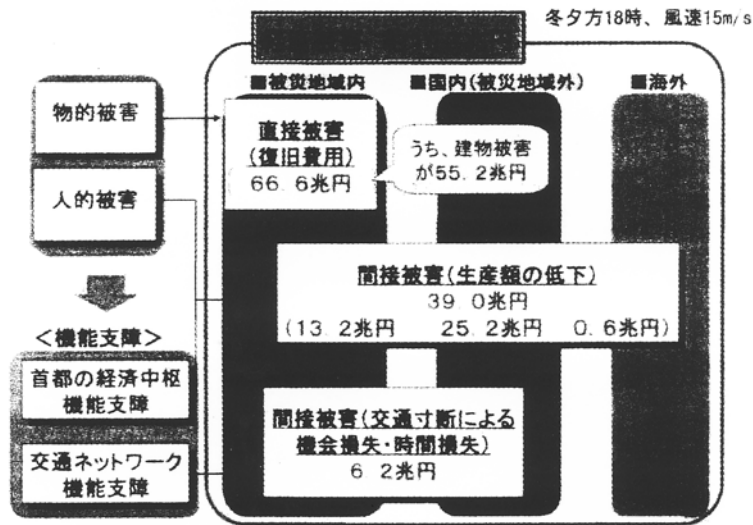 冬夕方18時、風速15m/s
■被災地域内
■国内(被災地域外)
■海外
物的被害
人的被害
直接被害
(復旧費用)
66.6兆円
うち、建物被害
が55.2兆円
間接被害(生産額の低下)
39.0兆円
(13.2兆円 25.2兆円 0.6兆円)
<機能支障>
首都の経済中枢
機能支障
交通ネットワーク
機能支障
間接被害(交通寸断による
機会損失・時間損失)
6 2兆円